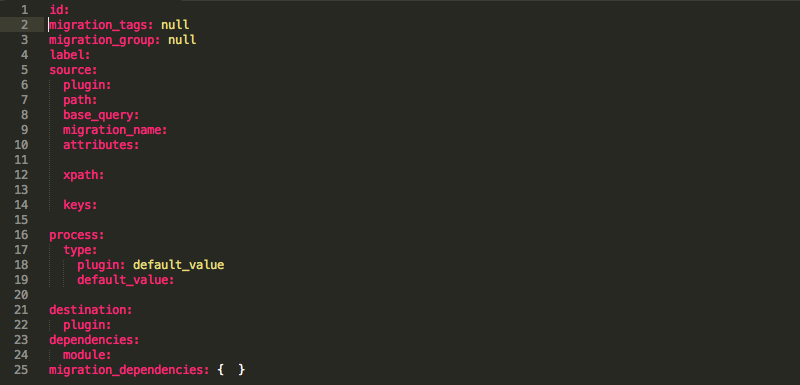 1 id:
2 migration_tags: null
3 migration_group: null
4 label:
5 source:
6 plugin:
7 path:
8 base_query:
9 migration_name:
10 attributes:
11
12 xpath:
13
14 keys:
15
16 process:
17 type:
18 plugin: default_value
19 default_value:
20
21 destination:
22 plugin:
23 dependencies:
24 module:
25 migration_dependencies: {  }